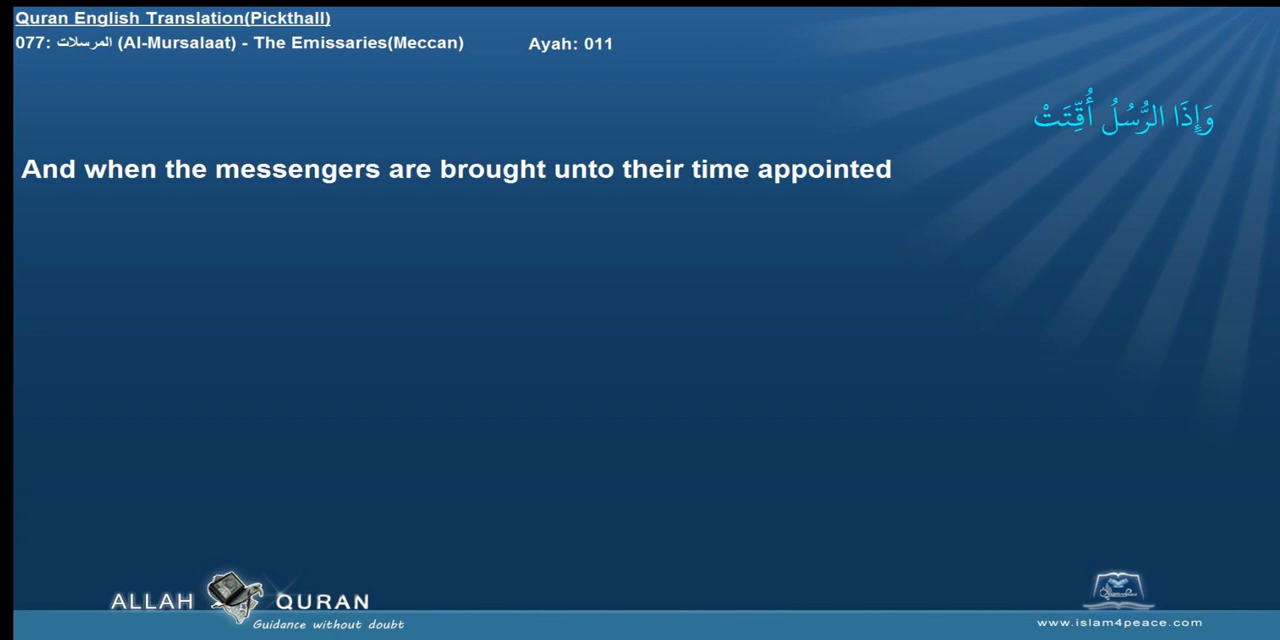 Quran English Translation(Pickthall)
077: المرسلات (Al-Mursalaat) - The Emissaries(Meccan) Ayah: 011
وَإِذَا الرُّسُلُ أُقِّتَتْ
And when the messengers are brought unto their time appointed
ALLAH QURAN
Guidance without doubt
www.islam4peace.com